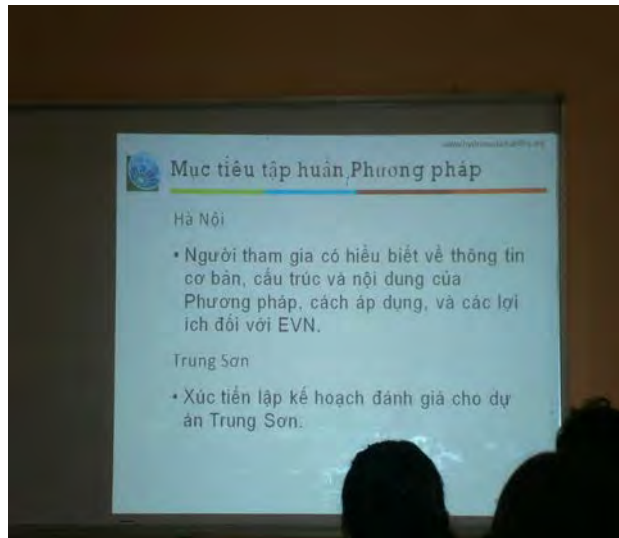 Mục tiêu tập huấn,Phương pháp
Hà Nội
• Người tham gia có hiểu biết về thông tin
cơ bản, cấu trúc và nội dung của
Phương pháp, cách áp dụng, và các lợi
ích đối với EVN.
Trung Sơn
• Xúc tiến lập kế hoạch đánh giá cho dự
án Trung Sơn.